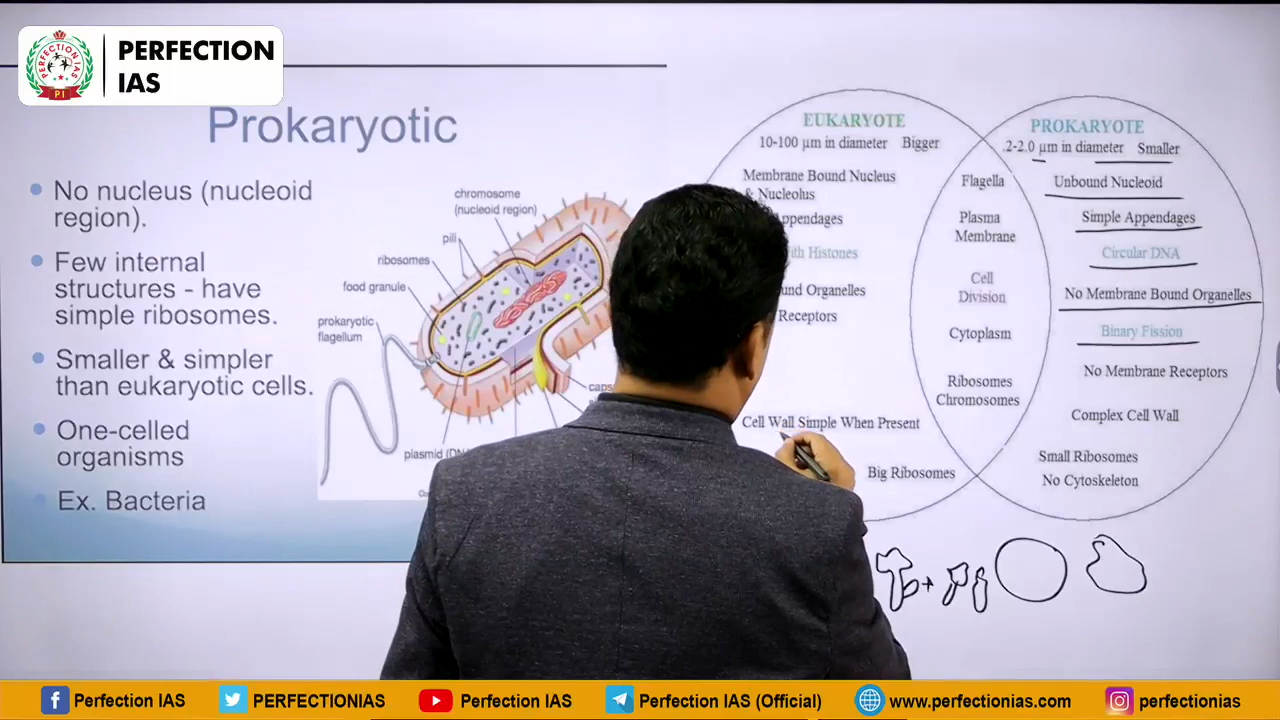 PERFECTION
IAS
PERFECTION IAS
PI
Prokaryotic
No nucleus (nucleoid
region).
Few internal
structures - have
simple ribosomes.
Smaller & simpler
than eukaryotic cells.
One-celled
organisms
Ex. Bacteria
chromosome
(nucleoid region)
pili
ribosomes
food granule
prokaryotic
flagellum
caps
plasmid (DNA
EUKARYOTE
10-100 µm in diameter Bigger
Membrane Bound Nucleus
& Nucleolus
Appendages
With Histones
und Organelles
Receptors
Cell Wall Simple When Present
Big Ribosomes
Flagella
Plasma
Membrane
Cell
Division
Cytoplasm
Ribosomes
Chromosomes
PROKARYOTE
.2-2.0 µm in diameter Smaller
Unbound Nucleoid
Simple Appendages
Circular DNA
No Membrane Bound Organelles
Binary Fission
No Membrane Receptors
Complex Cell Wall
Small Ribosomes
No Cytoskeleton
Perfection IAS
PERFECTIONIAS
Perfection IAS
Perfection IAS (Official)
www.perfectionias.com
perfectionias